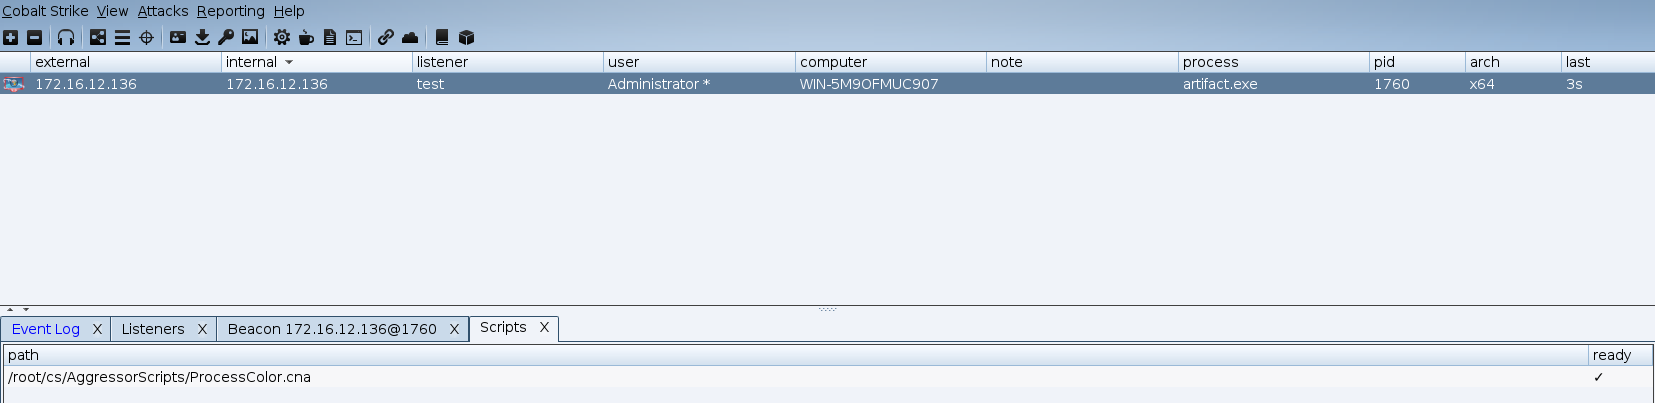 Cobalt Strike View Attacks Reporting Help
external internal listener user computer note process pid arch last
172.16.12.136 172.16.12.136 test Administrator * WIN-5M9OFMUC907 artifact.exe 1760 x64 3s
Event Log X Listeners X Beacon 172.16.12.136@1760 X Scripts X
path ready
/root/cs/AggressorScripts/ProcessColor.cna ✓